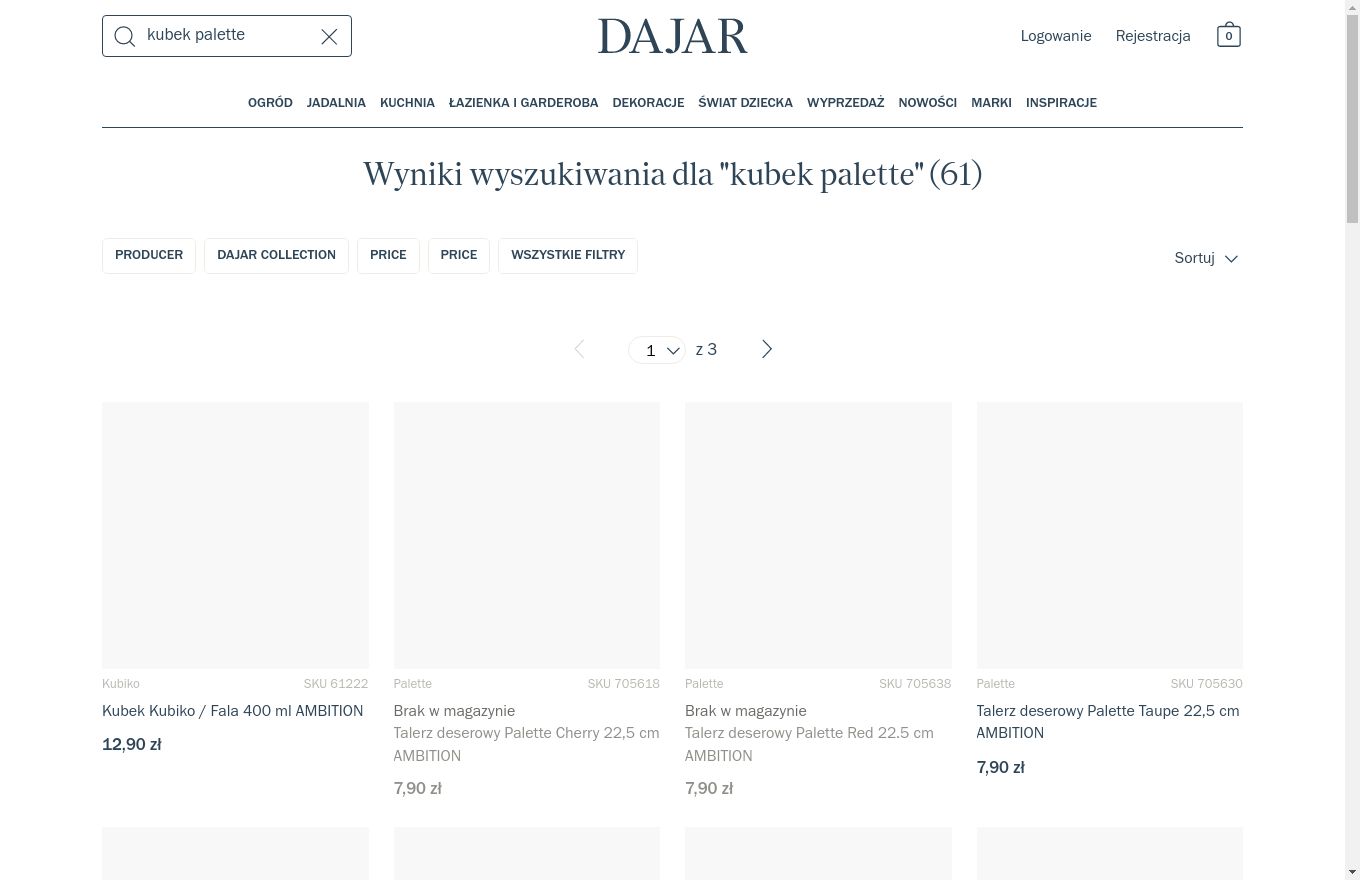 kubek palette
DAJAR
Logowanie
Rejestracja
0
OGRÓD JADALNIA KUCHNIA ŁAZIENKA I GARDEROBA DEKORACJE ŚWIAT DZIECKA WYPRZEDAŻ NOWOŚCI MARKI INSPIRACJE
Wyniki wyszukiwania dla "kubek palette" (61)
PRODUCER DAJAR COLLECTION PRICE PRICE WSZYSTKIE FILTRY
Sortuj
1 z 3
Kubiko SKU 61222
Kubek Kubiko / Fala 400 ml AMBITION
12,90 zł
Palette SKU 705618
Brak w magazynie
Talerz deserowy Palette Cherry 22,5 cm
AMBITION
7,90 zł
Palette SKU 705638
Brak w magazynie
Talerz deserowy Palette Red 22.5 cm
AMBITION
7,90 zł
Palette SKU 705630
Talerz deserowy Palette Taupe 22,5 cm
AMBITION
7,90 zł